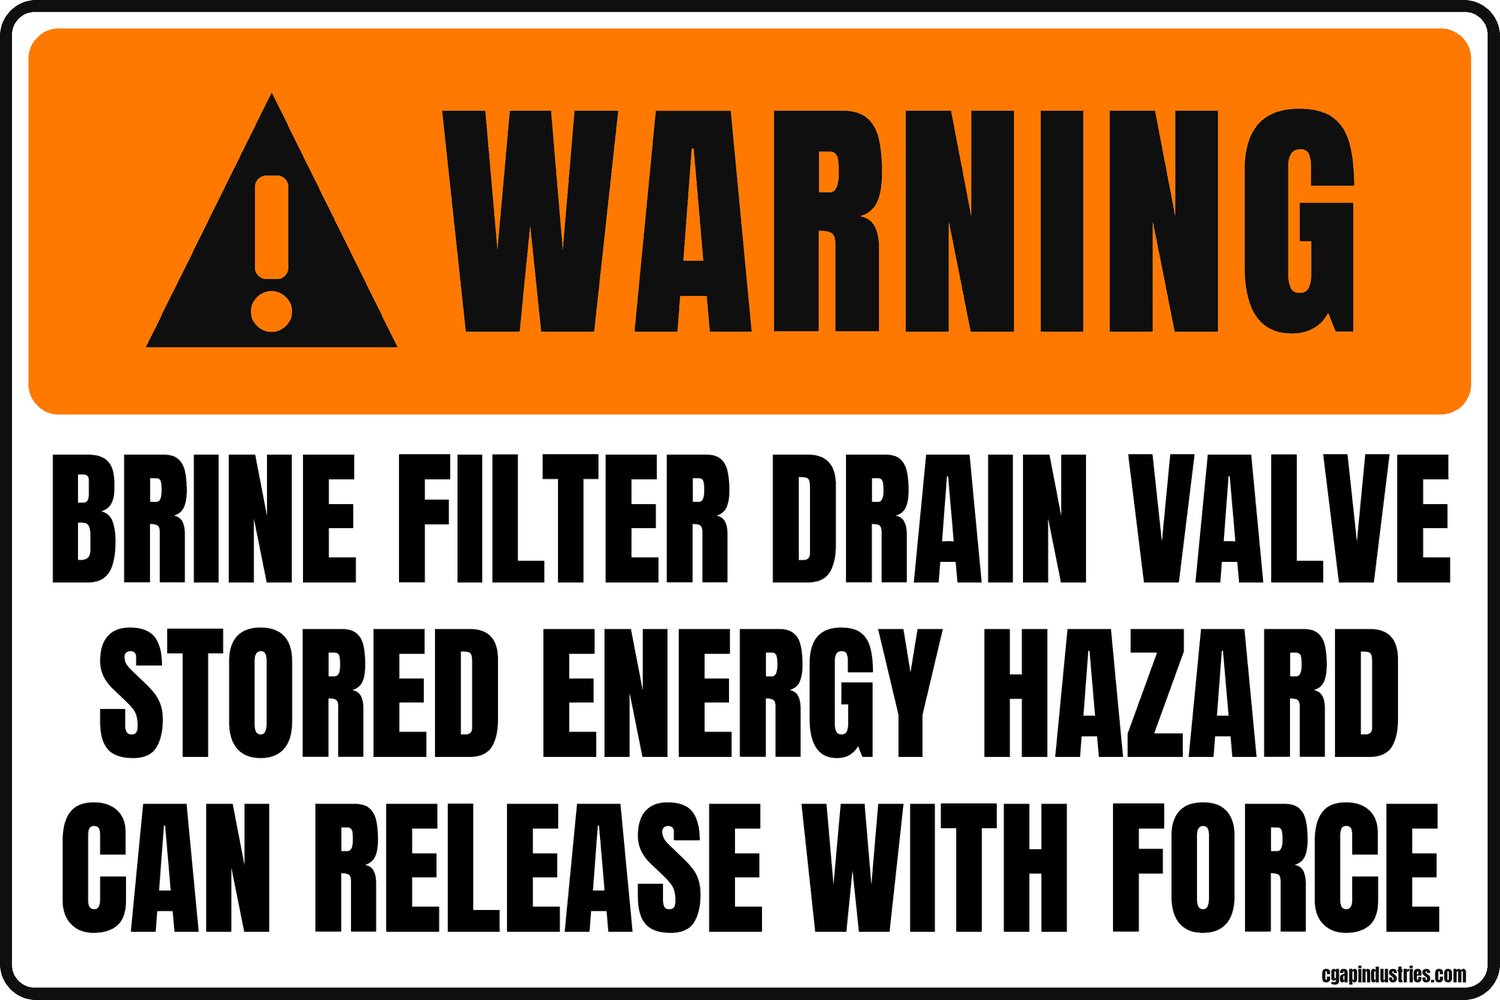 WARNING
BRINE FILTER DRAIN VALVE
STORED ENERGY HAZARD
CAN RELEASE WITH FORCE
cgapindustries.com